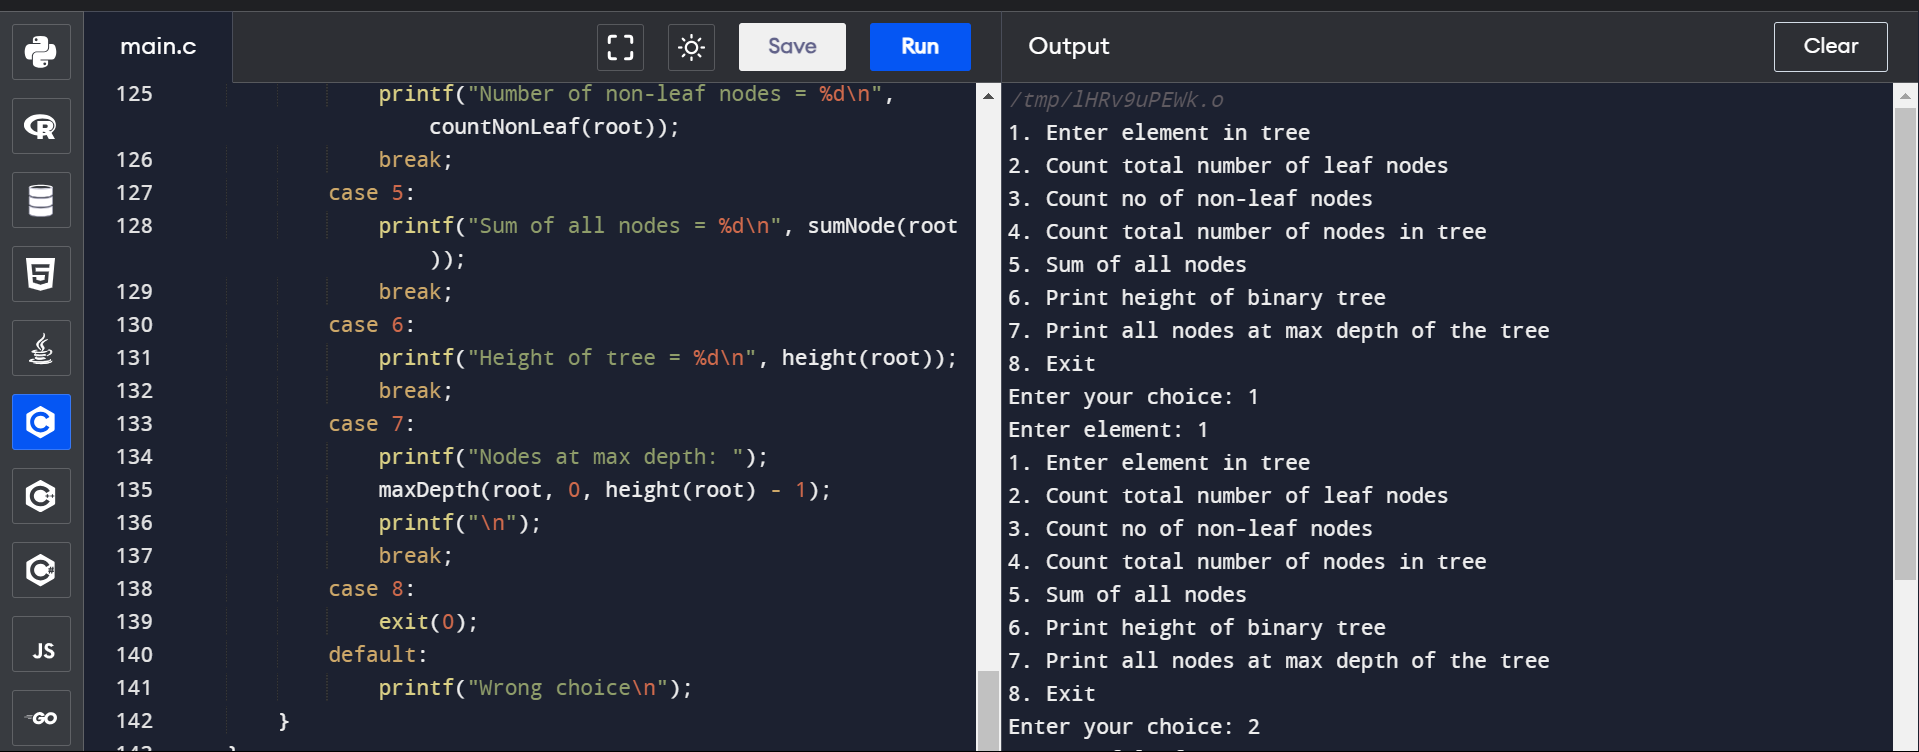 main.c
Save
Run
Output
Clear
125 printf("Number of non-leaf nodes = %d\n",
countNonLeaf(root));
126 break;
127 case 5:
128 printf("Sum of all nodes = %d\n", sumNode(root
));
129 break;
130 case 6:
131 printf("Height of tree = %d\n", height(root));
132 break;
133 case 7:
134 printf("Nodes at max depth: ");
135 maxDepth(root, 0, height(root) - 1);
136 printf("\n");
137 break;
138 case 8:
139 exit(0);
140 default:
141 printf("Wrong choice\n");
142 }
/tmp/lHRv9uPEWk.o
1. Enter element in tree
2. Count total number of leaf nodes
3. Count no of non-leaf nodes
4. Count total number of nodes in tree
5. Sum of all nodes
6. Print height of binary tree
7. Print all nodes at max depth of the tree
8. Exit
Enter your choice: 1
Enter element: 1
1. Enter element in tree
2. Count total number of leaf nodes
3. Count no of non-leaf nodes
4. Count total number of nodes in tree
5. Sum of all nodes
6. Print height of binary tree
7. Print all nodes at max depth of the tree
8. Exit
Enter your choice: 2
R
5
C
C++
C#
JS
GO